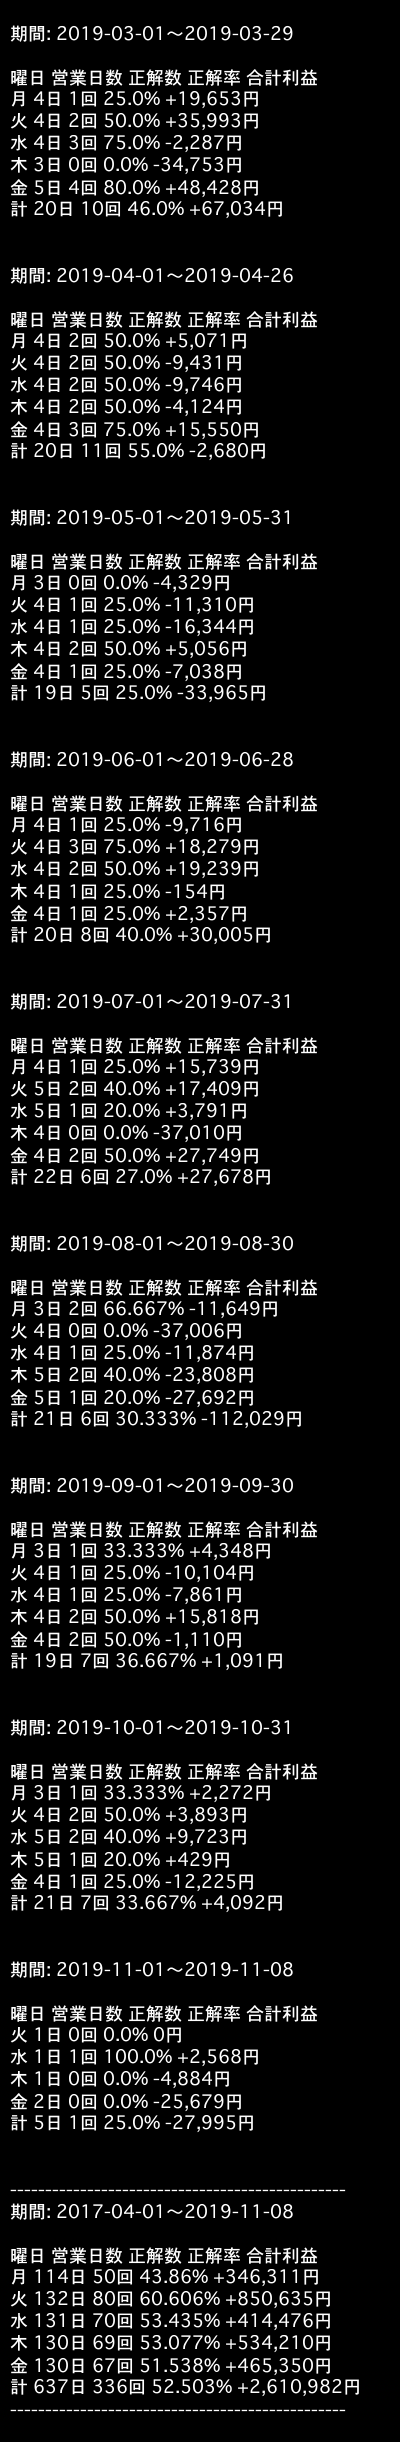 期間: 2019-03-01〜2019-03-29
曜日 営業日数 正解数 正解率 合計利益
月 4日 1回 25.0% +19,653円
火 4日 2回 50.0% +35,993円
水 4日 3回 75.0% -2,287円
木 3日 0回 0.0% -34,753円
金 5日 4回 80.0% +48,428円
計 20日 10回 46.0% +67,034円
期間: 2019-04-01〜2019-04-26
曜日 営業日数 正解数 正解率 合計利益
月 4日 2回 50.0% +5,071円
火 4日 2回 50.0% -9,431円
水 4日 2回 50.0% -9,746円
木 4日 2回 50.0% -4,124円
金 4日 3回 75.0% +15,550円
計 20日 11回 55.0% -2,680円
期間: 2019-05-01〜2019-05-31
曜日 営業日数 正解数 正解率 合計利益
月 3日 0回 0.0% -4,329円
火 4日 1回 25.0% -11,310円
水 4日 1回 25.0% -16,344円
木 4日 2回 50.0% +5,056円
金 4日 1回 25.0% -7,038円
計 19日 5回 25.0% -33,965円
期間: 2019-06-01〜2019-06-28
曜日 営業日数 正解数 正解率 合計利益
月 4日 1回 25.0% -9,716円
火 4日 3回 75.0% +18,279円
水 4日 2回 50.0% +19,239円
木 4日 1回 25.0% -154円
金 4日 1回 25.0% +2,357円
計 20日 8回 40.0% +30,005円
期間: 2019-07-01〜2019-07-31
曜日 営業日数 正解数 正解率 合計利益
月 4日 1回 25.0% +15,739円
火 5日 2回 40.0% +17,409円
水 5日 1回 20.0% +3,791円
木 4日 0回 0.0% -37,010円
金 4日 2回 50.0% +27,749円
計 22日 6回 27.0% +27,678円
期間: 2019-08-01〜2019-08-30
曜日 営業日数 正解数 正解率 合計利益
月 3日 2回 66.667% -11,649円
火 4日 0回 0.0% -37,006円
水 4日 1回 25.0% -11,874円
木 5日 2回 40.0% -23,808円
金 5日 1回 20.0% -27,692円
計 21日 6回 30.333% -112,029円
期間: 2019-09-01〜2019-09-30
曜日 営業日数 正解数 正解率 合計利益
月 3日 1回 33.333% +4,348円
火 4日 1回 25.0% -10,104円
水 4日 1回 25.0% -7,861円
木 4日 2回 50.0% +15,818円
金 4日 2回 50.0% -1,110円
計 19日 7回 36.667% +1,091円
期間: 2019-10-01〜2019-10-31
曜日 営業日数 正解数 正解率 合計利益
月 3日 1回 33.333% +2,272円
火 4日 2回 50.0% +3,893円
水 5日 2回 40.0% +9,723円
木 5日 1回 20.0% +429円
金 4日 1回 25.0% -12,225円
計 21日 7回 33.667% +4,092円
期間: 2019-11-01〜2019-11-08
曜日 営業日数 正解数 正解率 合計利益
火 1日 0回 0.0% 0円
水 1日 1回 100.0% +2,568円
木 1日 0回 0.0% -4,884円
金 2日 0回 0.0% -25,679円
計 5日 1回 25.0% -27,995円
------------------------------------------------
期間: 2017-04-01〜2019-11-08
曜日 営業日数 正解数 正解率 合計利益
月 114日 50回 43.86% +346,311円
火 132日 80回 60.606% +850,635円
水 131日 70回 53.435% +414,476円
木 130日 69回 53.077% +534,210円
金 130日 67回 51.538% +465,350円
計 637日 336回 52.503% +2,610,982円
------------------------------------------------